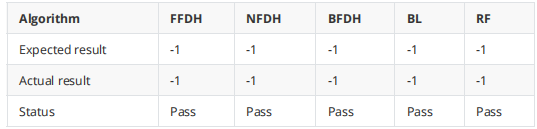 Algorithm FFDH NFDH BFDH BL RF
Expected result -1 -1 -1 -1 -1
Actual result -1 -1 -1 -1 -1
Status Pass Pass Pass Pass Pass